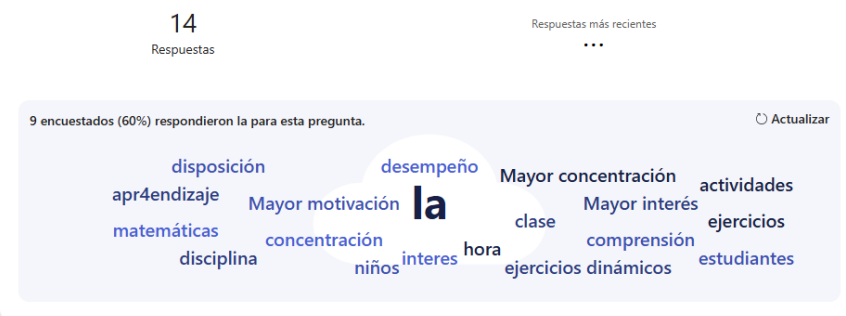 14
Respuestas
Respuestas más recientes
...
9 encuestados (60%) respondieron la para esta pregunta.
Actualizar
disposición
desempeño
Mayor concentración
actividades
apr4endizaje
Mayor motivación
la
Mayor interés
matemáticas
clase
ejercicios
concentración
hora
comprensión
disciplina
niños
interes
ejercicios dinámicos
estudiantes